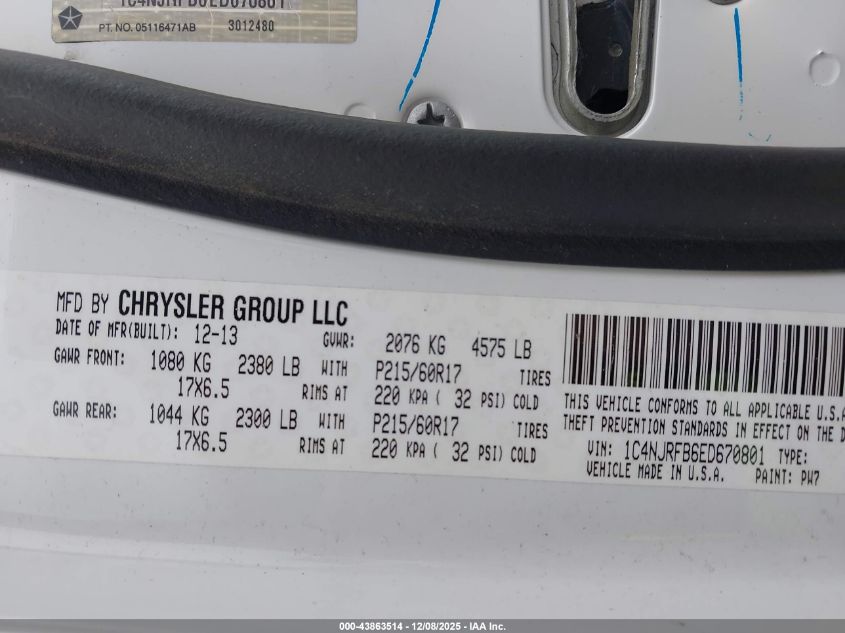 PT. NO. 05116471AB 3012480
MFD BY CHRYSLER GROUP LLC
DATE OF MFR(BUILT): 12-13 GVWR: 2076 KG 4575 LB
GAWR FRONT: 1080 KG 2380 LB WITH P215/60R17 TIRES
17X6.5 RIMS AT 220 KPA ( 32 PSI) COLD
GAWR REAR: 1044 KG 2300 LB WITH P215/60R17 TIRES
17X6.5 RIMS AT 220 KPA ( 32 PSI) COLD
THIS VEHICLE CONFORMS TO ALL APPLICABLE U.S.A
THEFT PREVENTION STANDARDS IN EFFECT ON THE D
VIN: 1C4NJRFB6ED670801 TYPE:
VEHICLE MADE IN U.S.A. PAINT: PW7
000-43863514 - 12/08/2025 - IAA Inc.